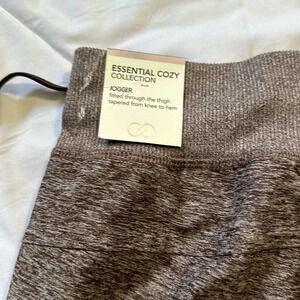 ESSENTIAL COZY
COLLECTION
JOGGER
fitted through the thigh
tapered from knee to hem